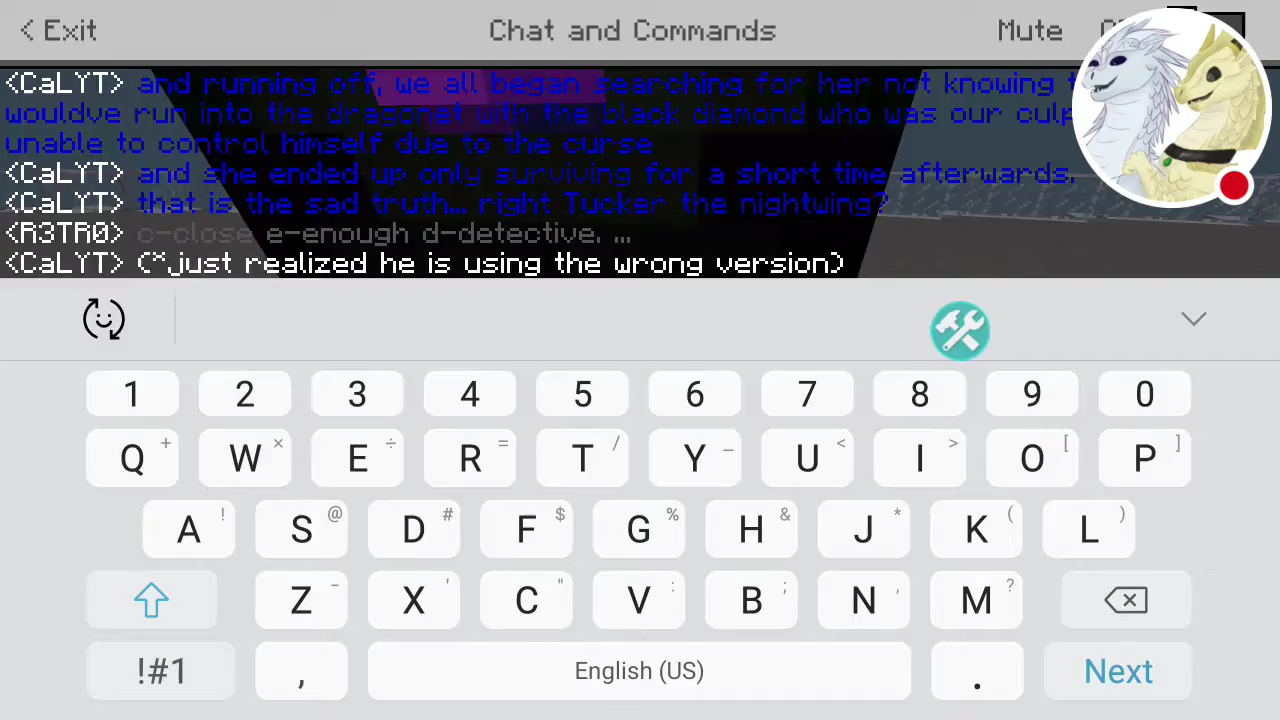 < Exit Chat and Commands Mute
<CaLYT> and running off, we all began searching for her not knowing
wouldve run into the dragonet with the black diamond who was our
unable to control himself due to the curse
<CaLYT> and she ended up only surviving for a short time afterwards.
<CaLYT> that is the sad truth... right Tucker the nightwing?
<R3TR0> c-close e-enough d-detective. ...
<CaLYT> (*just realized he is using the wrong version)
1 2 3 4 5 6 7 8 9 0
Q + W × E ÷ R = T / Y _ U < I > O [ P ]
A ! S @ D # F $ G % H & J * K ( L )
Z - X ' C " V : B ; N , M ?
!#1 , English (US) . Next